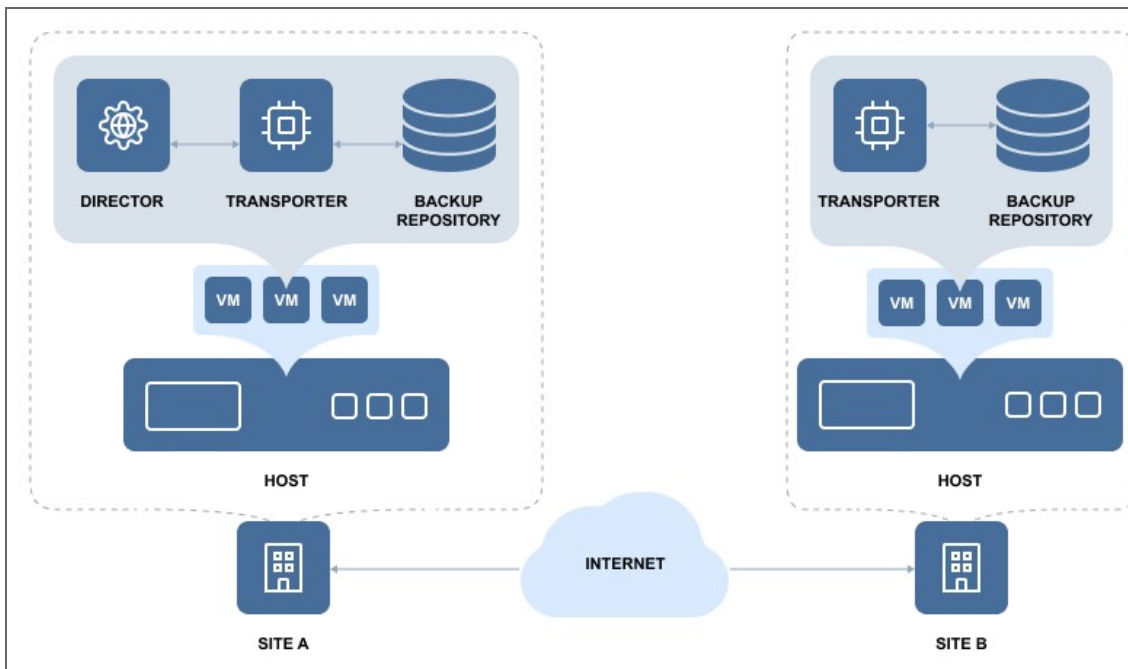 DIRECTOR
TRANSPORTER
BACKUP
REPOSITORY
TRANSPORTER
BACKUP
REPOSITORY
VM
VM
VM
VM
VM
VM
HOST
HOST
INTERNET
SITE A
SITE B